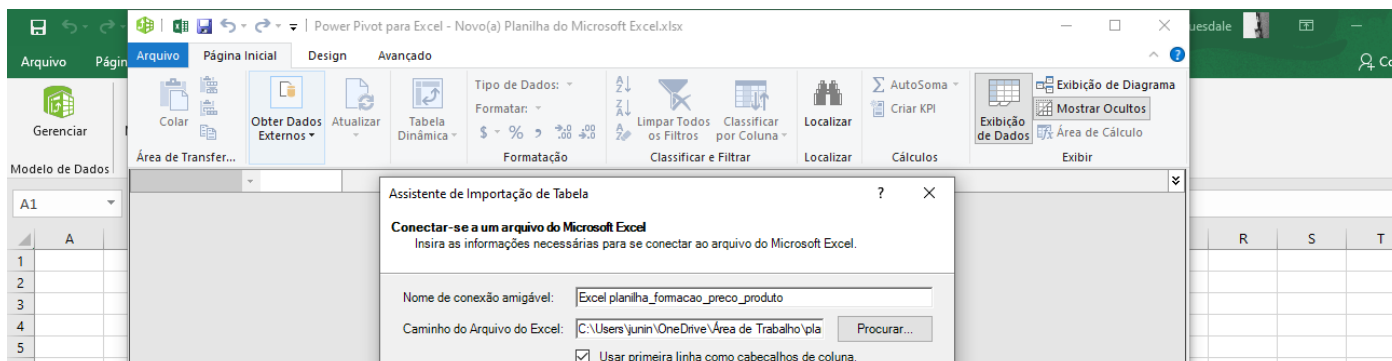 Power Pivot para Excel - Novo(a) Planilha do Microsoft Excel.xlsx
uesdale
Arquivo
Págin
Arquivo Página Inicial Design Avançado
Gerenciar
Modelo de Dados
Colar
Área de Transfer...
Obter Dados
Externos
Atualizar
Tabela
Dinâmica
Tipo de Dados:
Formatar:
$ % 
Formatação
Limpar Todos
os Filtros
Classificar
por Coluna
Classificar e Filtrar
Localizar
Localizar
AutoSoma
Criar KPI
Cálculos
Exibição
de Dados
Exibição de Diagrama
Mostrar Ocultos
Área de Cálculo
Exibir
A1
A
R S T
1
2
3
4
5
Assistente de Importação de Tabela
Conectar-se a um arquivo do Microsoft Excel
Insira as informações necessárias para se conectar ao arquivo do Microsoft Excel.
Nome de conexão amigável: Excel planilha_formacao_preco_produto
Caminho do Arquivo do Excel: C:\Users\junin\OneDrive\Área de Trabalho\pla Procurar...
Usar primeira linha como cabeçalhos de coluna.